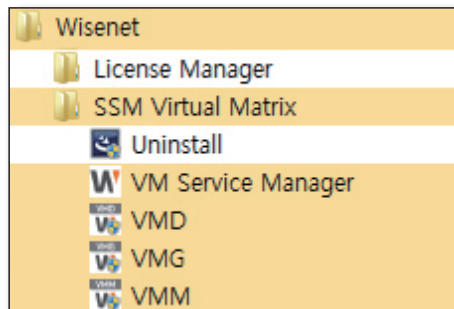 Wisenet
License Manager
SSM Virtual Matrix
Uninstall
VM Service Manager
VMD
VMG
VMM